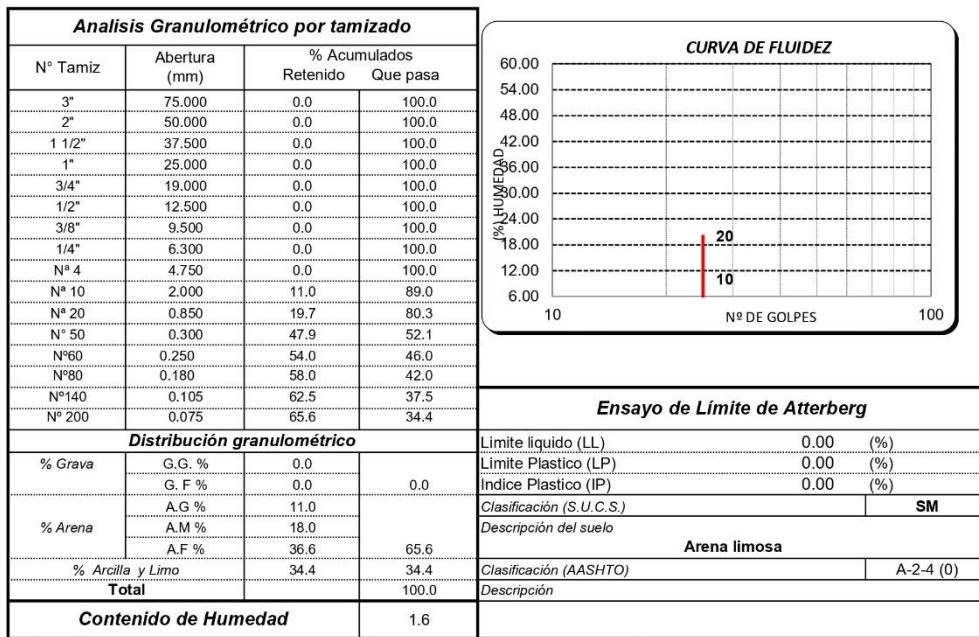 Analisis Granulométrico por tamizado
N° Tamiz Abertura (mm) % Acumulados
Retenido Que pasa
3" 75.000 0.0 100.0
2" 50.000 0.0 100.0
1 1/2" 37.500 0.0 100.0
1" 25.000 0.0 100.0
3/4" 19.000 0.0 100.0
1/2" 12.500 0.0 100.0
3/8" 9.500 0.0 100.0
1/4" 6.300 0.0 100.0
Nª 4 4.750 0.0 100.0
Nª 10 2.000 11.0 89.0
Nª 20 0.850 19.7 80.3
N° 50 0.300 47.9 52.1
Nº60 0.250 54.0 46.0
Nº80 0.180 58.0 42.0
Nº140 0.105 62.5 37.5
Nº 200 0.075 65.6 34.4
Distribución granulométrico
% Grava G.G. % 0.0
G. F % 0.0 0.0
A.G % 11.0
% Arena A.M % 18.0
A.F % 36.6 65.6
% Arcilla y Limo 34.4 34.4
Total 100.0
Contenido de Humedad 1.6
CURVA DE FLUIDEZ
60.00
54.00
48.00
42.00
36.00
30.00
24.00
18.00
12.00
6.00
(%) HUMEDAD
20
10
10 100
Nº DE GOLPES
Ensayo de Límite de Atterberg
Limite liquido (LL) 0.00 (%)
Limite Plastico (LP) 0.00 (%)
Indice Plastico (IP) 0.00 (%)
Clasificación (S.U.C.S.) SM
Descripción del suelo
Arena limosa
Clasificación (AASHTO) A-2-4 (0)
Descripción